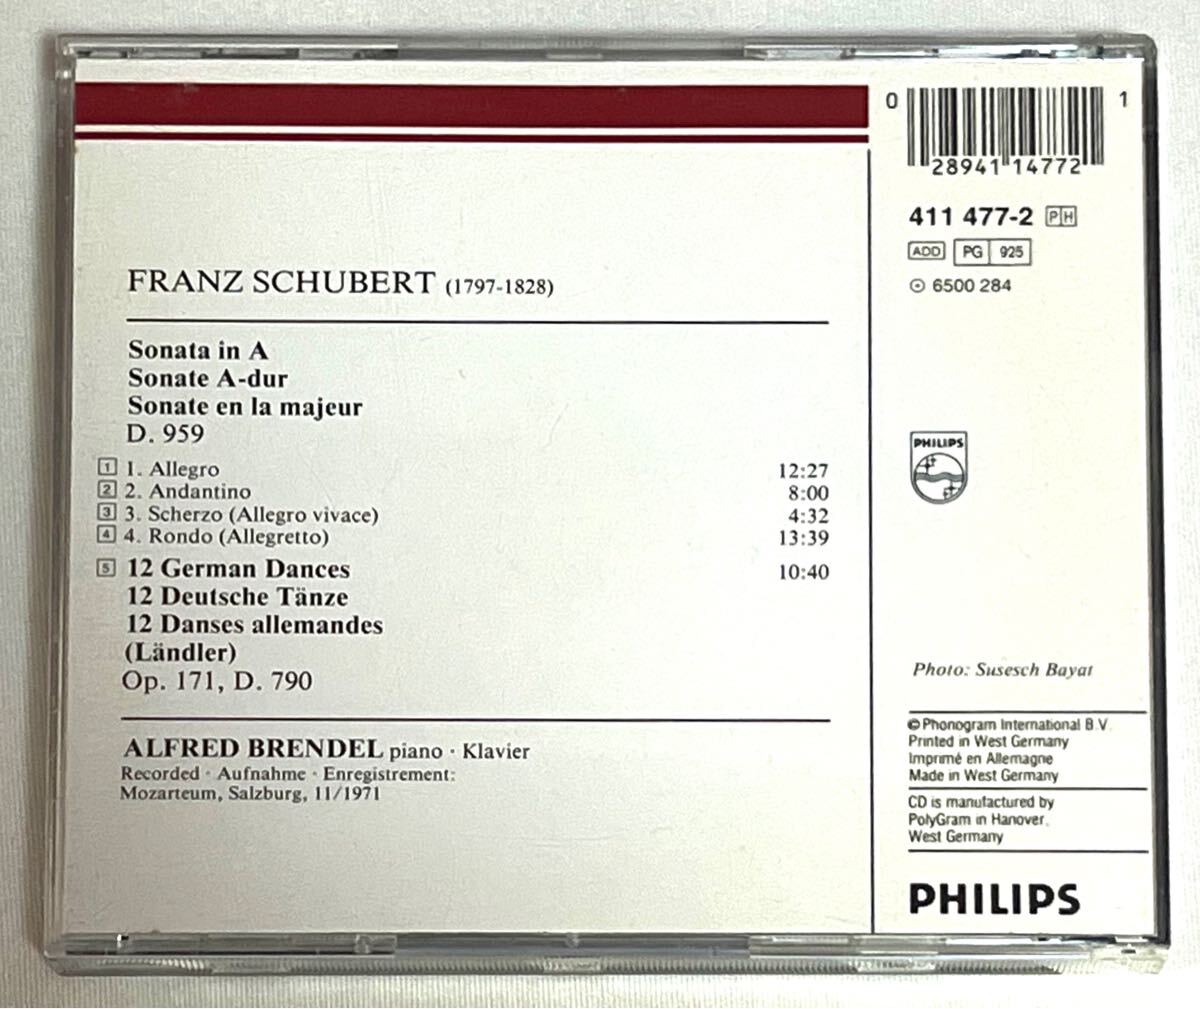 FRANZ SCHUBERT (1797-1828)
Sonata in A
Sonate A-dur
Sonate en la majeur
D. 959
1 1. Allegro 12:27
2 2. Andantino 8:00
3 3. Scherzo (Allegro vivace) 4:32
4 4. Rondo (Allegretto) 13:39
5 12 German Dances 10:40
12 Deutsche Tänze
12 Danses allemandes
(Ländler)
Op. 171, D. 790
ALFRED BRENDEL piano · Klavier
Recorded · Aufnahme · Enregistrement:
Mozarteum, Salzburg, 11/1971
0 28941 14772 1
411 477-2 PH
ADD PG 925
6500 284
PHILIPS
Photo: Susesch Bayat
© Phonogram International B.V.
Printed in West Germany
Imprimé en Allemagne
Made in West Germany
CD is manufactured by
PolyGram in Hanover,
West Germany
PHILIPS